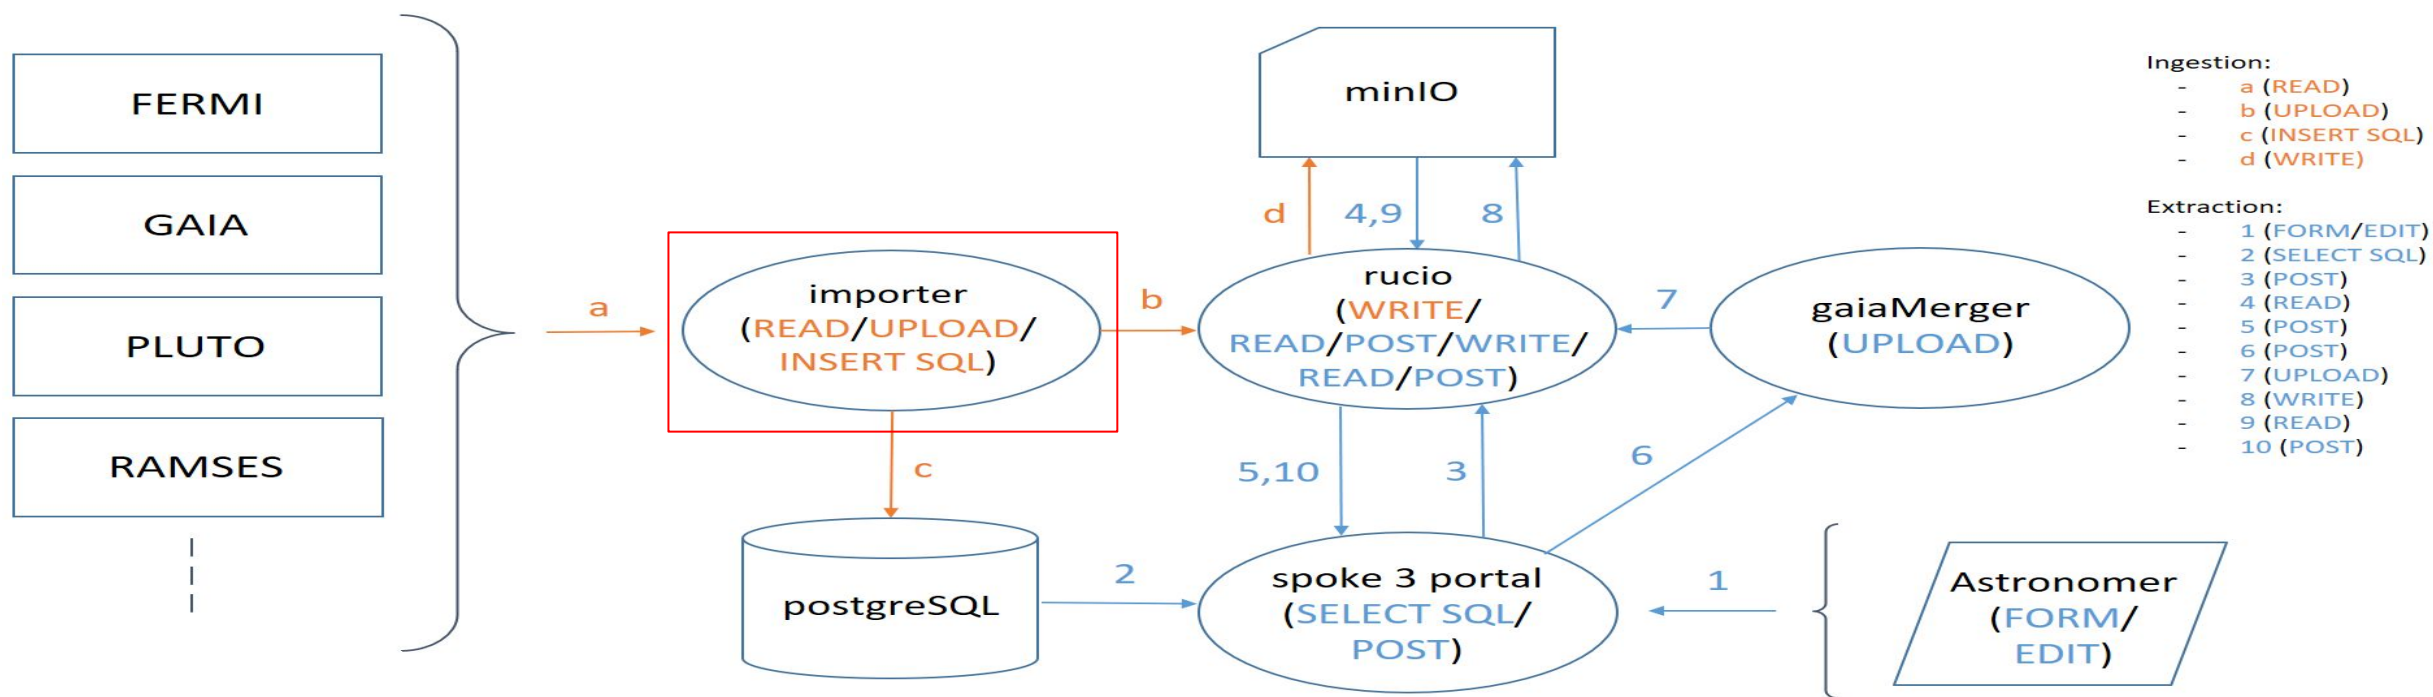 FERMI
GAIA
PLUTO
RAMSES
a
importer
(READ/UPLOAD/
INSERT SQL)
b
c
postgreSQL
2
minIO
d
4,9
8
rucio
(WRITE/
READ/POST/WRITE/
READ/POST)
5,10
3
spoke 3 portal
(SELECT SQL/
POST)
7
gaiaMerger
(UPLOAD)
6
1
Astronomer
(FORM/
EDIT)
Ingestion:
- a (READ)
- b (UPLOAD)
- c (INSERT SQL)
- d (WRITE)
Extraction:
- 1 (FORM/EDIT)
- 2 (SELECT SQL)
- 3 (POST)
- 4 (READ)
- 5 (POST)
- 6 (POST)
- 7 (UPLOAD)
- 8 (WRITE)
- 9 (READ)
- 10 (POST)